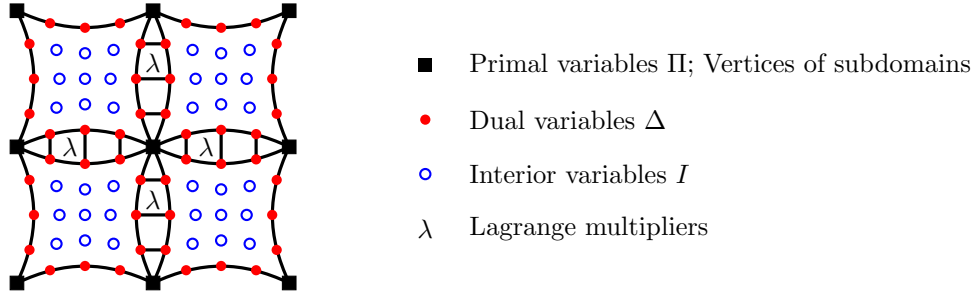 λ
λ
λ
λ
Primal variables Π; Vertices of subdomains
Dual variables Δ
Interior variables I
λ Lagrange multipliers